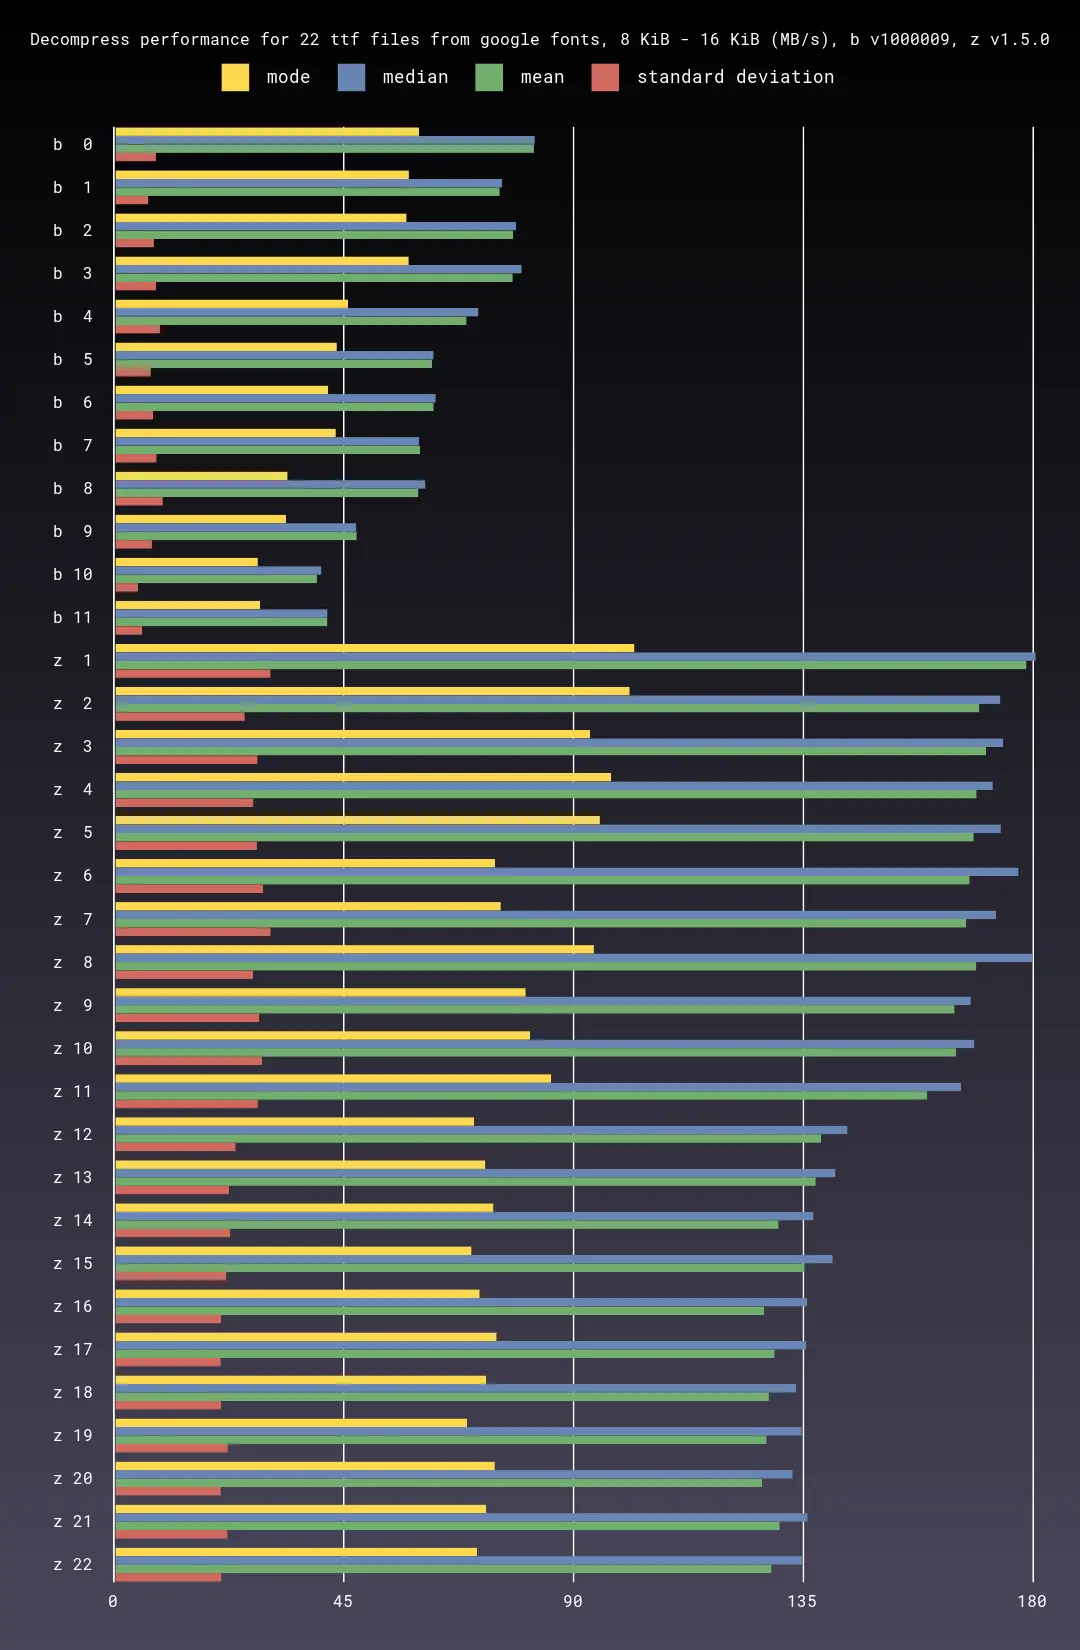 Decompress performance for 22 ttf files from google fonts, 8 KiB - 16 KiB (MB/s), b v1000009, z v1.5.0
mode median mean standard deviation
b 0
b 1
b 2
b 3
b 4
b 5
b 6
b 7
b 8
b 9
b 10
b 11
z 1
z 2
z 3
z 4
z 5
z 6
z 7
z 8
z 9
z 10
z 11
z 12
z 13
z 14
z 15
z 16
z 17
z 18
z 19
z 20
z 21
z 22
0 45 90 135 180